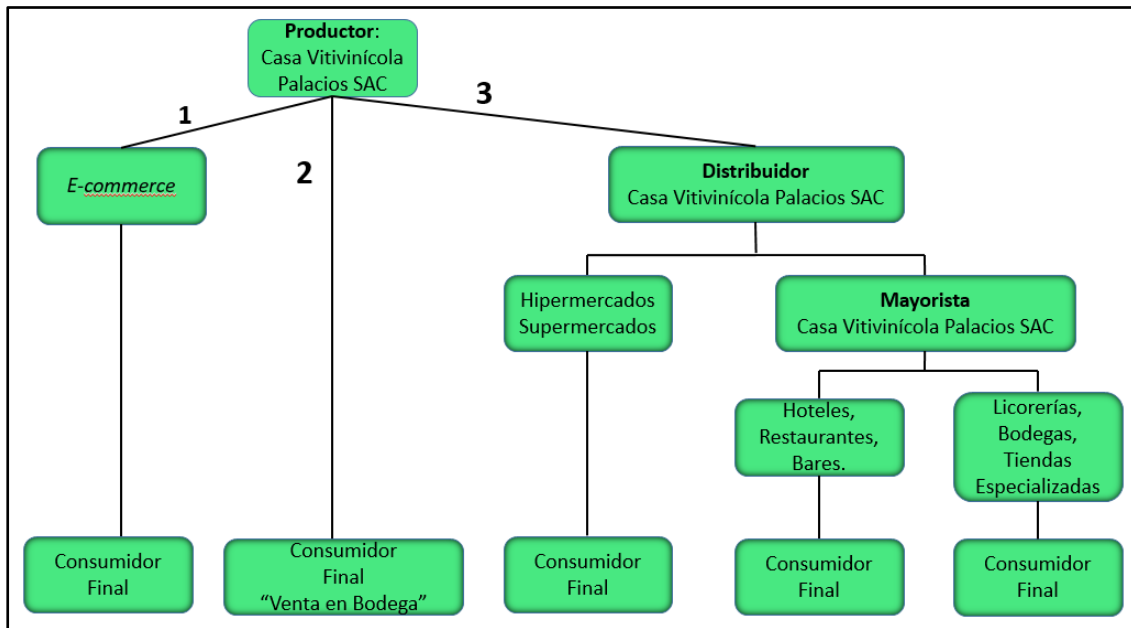 Productor:
Casa Vitivinícola
Palacios SAC
1
2
3
E-commerce
Distribuidor
Casa Vitivinícola Palacios SAC
Hipermercados
Supermercados
Mayorista
Casa Vitivinícola Palacios SAC
Hoteles,
Restaurantes,
Bares.
Licorerías,
Bodegas,
Tiendas
Especializadas
Consumidor
Final
Consumidor
Final
“Venta en Bodega”
Consumidor
Final
Consumidor
Final
Consumidor
Final